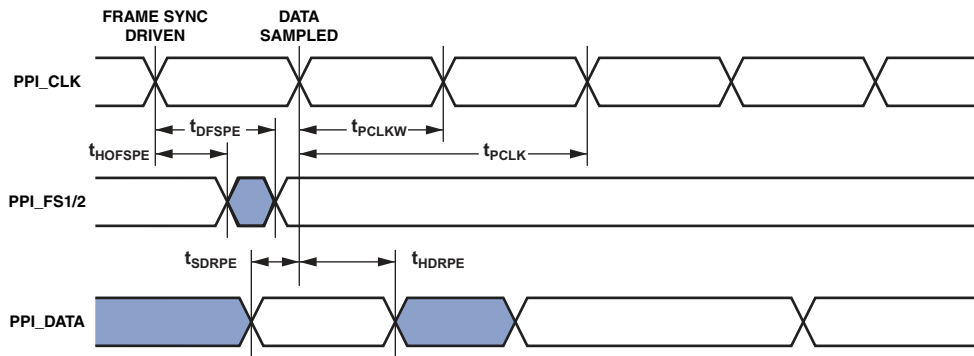 FRAME SYNC
DRIVEN
DATA
SAMPLED
PPI_CLK
tDFSPE
tPCLKW
tHOFSPE
tPCLK
PPI_FS1/2
tSDRPE
tHDRPE
PPI_DATA